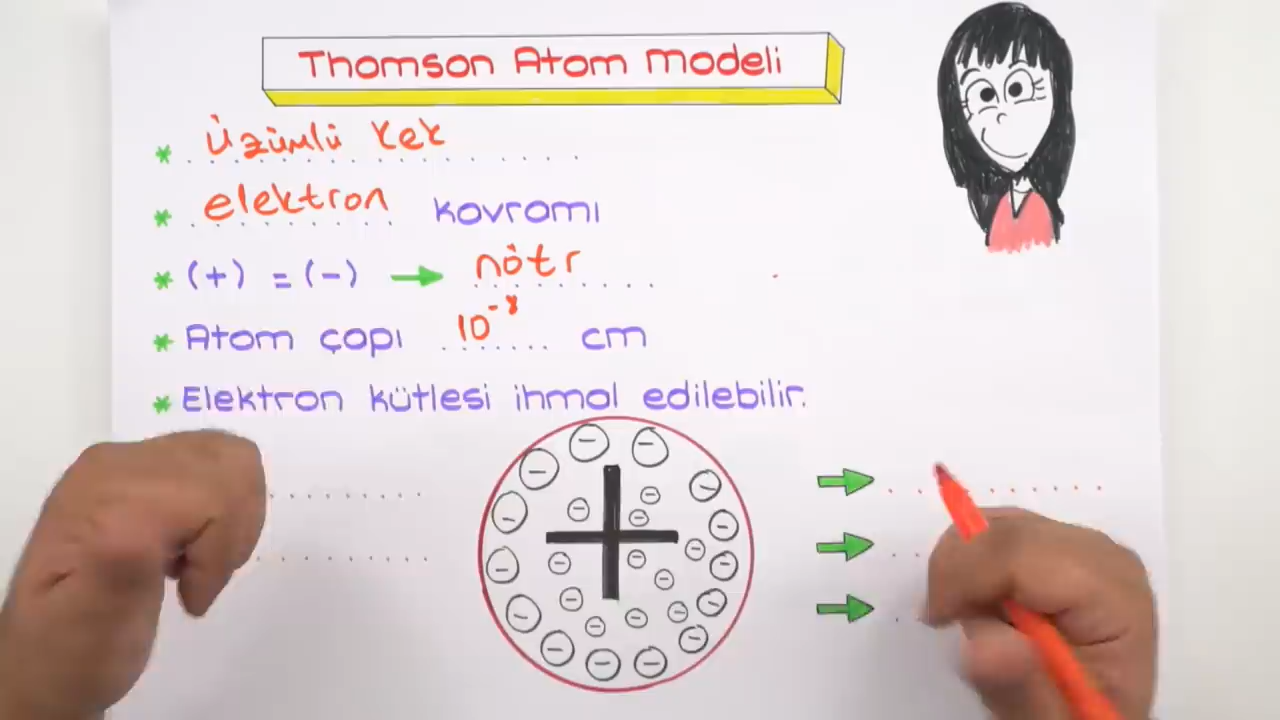 Thomson Atom Modeli
* Üzümlü kek
* elektron kavramı
* (+) = (-) → nötr
* Atom çapı 10⁻⁸ cm
* Elektron kütlesi ihmal edilebilir.